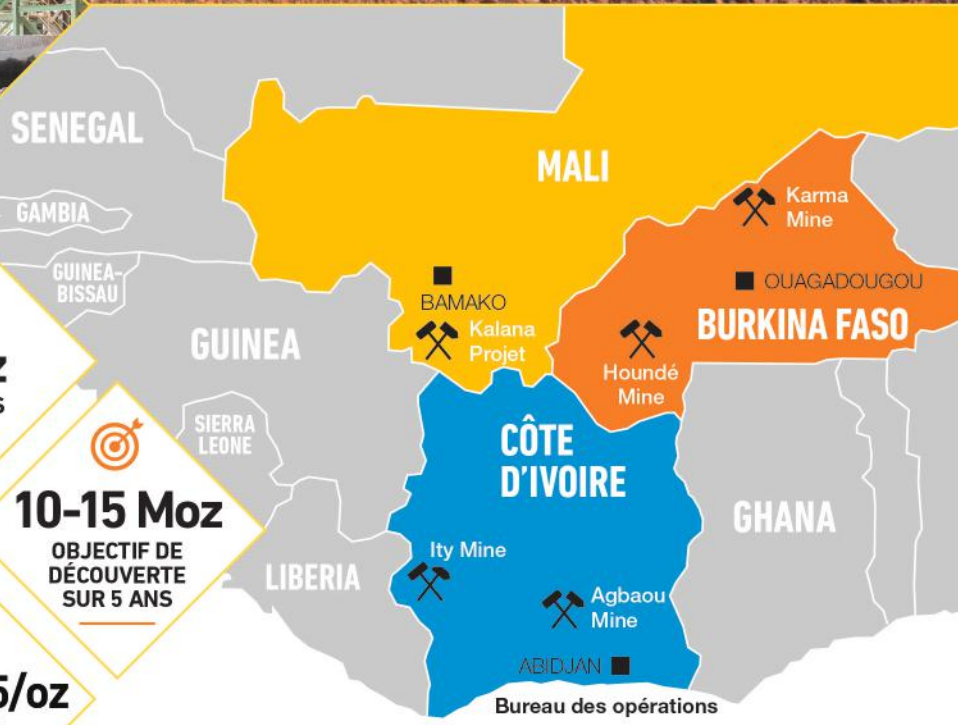 SENEGAL
GAMBIA
GUINEA-
BISSAU
GUINEA
SIERRA
LEONE
LIBERIA
MALI
BAMAKO
Kalana
Projet
Karma
Mine
OUAGADOUGOU
BURKINA FASO
Houndé
Mine
CÔTE
D'IVOIRE
GHANA
Ity Mine
Agbaou
Mine
ABIDJAN
Bureau des opérations
10-15 Moz
OBJECTIF DE
DÉCOUVERTE
SUR 5 ANS
5/oz